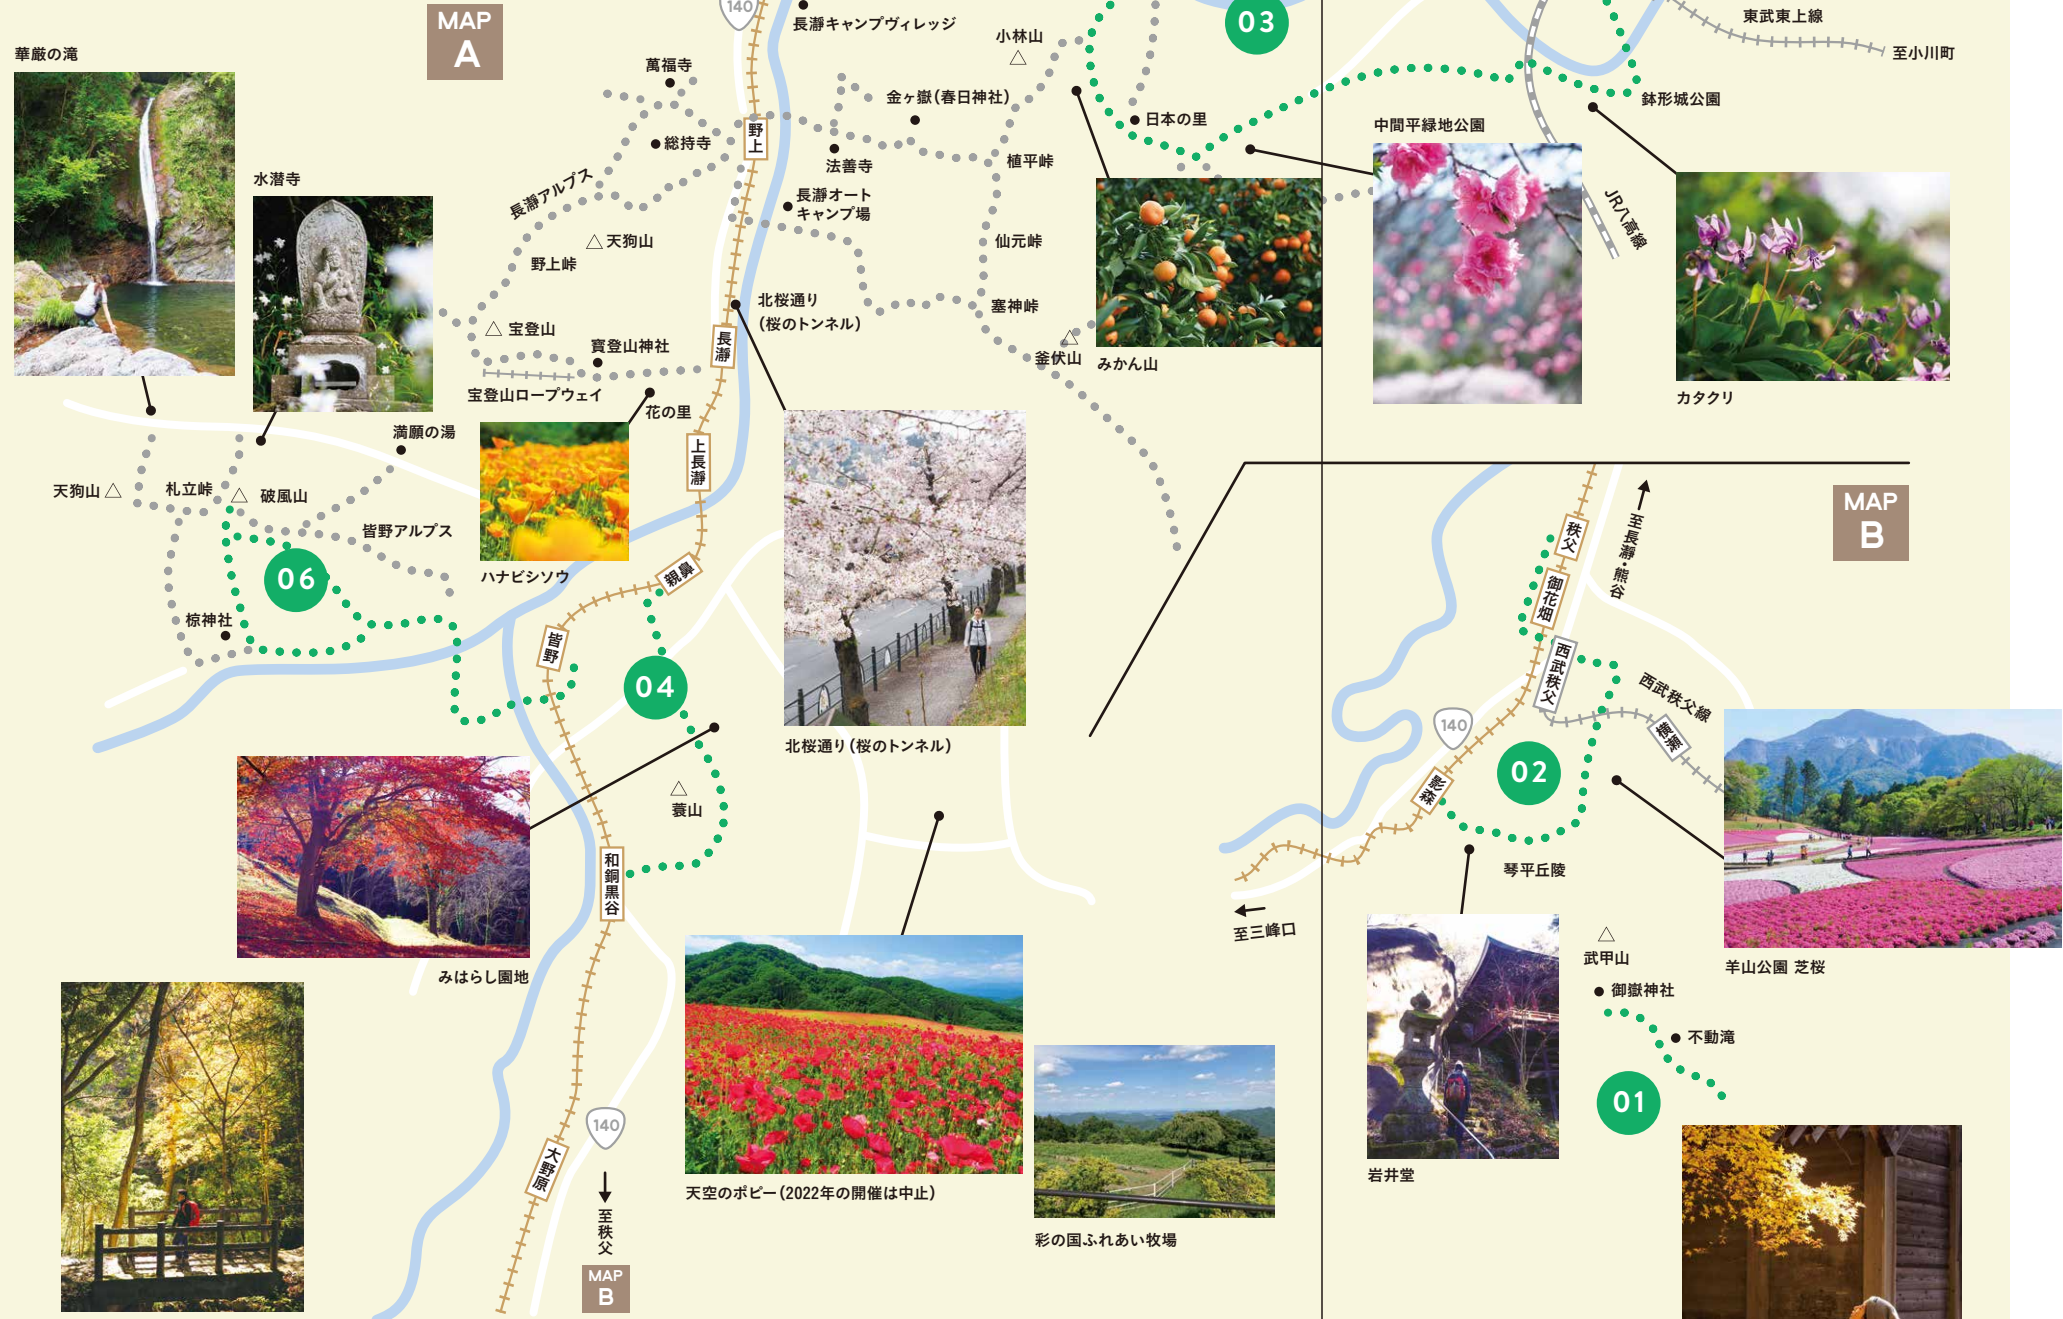 MAP
A
140
長瀞キャンプヴィレッジ
小林山
03
東武東上線
至小川町
華厳の滝
萬福寺
金ヶ嶽(春日神社)
日本の里
鉢形城公園
野上
総持寺
法善寺
植平峠
中間平緑地公園
水潜寺
長瀞アルプス
長瀞オート
キャンプ場
JR八高線
天狗山
野上峠
仙元峠
北桜通り
(桜のトンネル)
塞神峠
宝登山
寳登山神社
長瀞
釜伏山
みかん山
宝登山ロープウェイ
花の里
カタクリ
満願の湯
上長瀞
天狗山
札立峠
破風山
皆野アルプス
ハナビシソウ
親鼻
06
椋神社
皆野
04
北桜通り(桜のトンネル)
蓑山
和銅黒谷
みはらし園地
天空のポピー(2022年の開催は中止)
彩の国ふれあい牧場
大野原
140
至秩父
MAP
B
MAP
B
秩父
至長瀞・熊谷
御花畑
西武秩父
西武秩父線
横瀬
140
02
影森
琴平丘陵
至三峰口
武甲山
羊山公園 芝桜
御嶽神社
不動滝
01
岩井堂